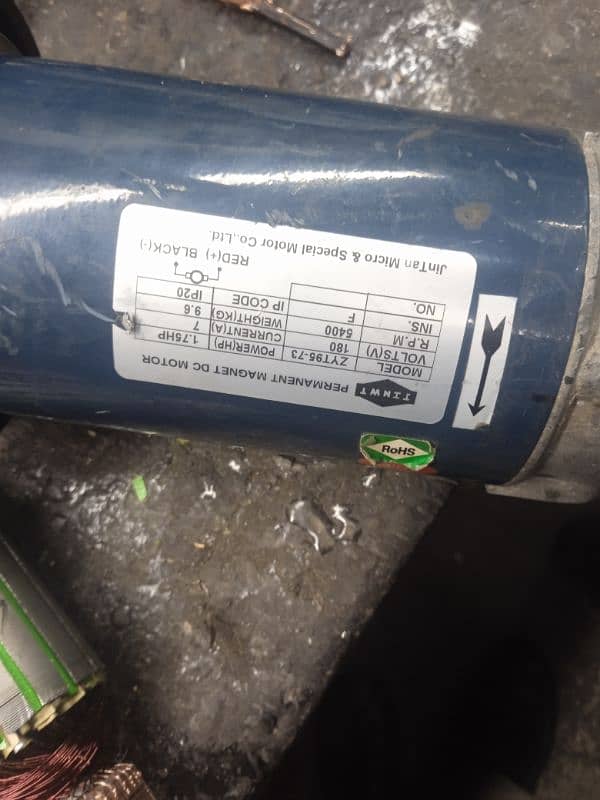 JTNWT PERMANENT MAGNET DC MOTOR
MODEL ZYT95-73 POWER(HP) 1.75HP
VOLTS(V) 180 CURRENT(A) 7
R.P.M. 5400 WEIGHT(KG) 9.6
INS. F IP CODE IP20
NO.
RED(+) BLACK(-)
JinTan Micro & Special Motor Co.,Ltd.
RoHS